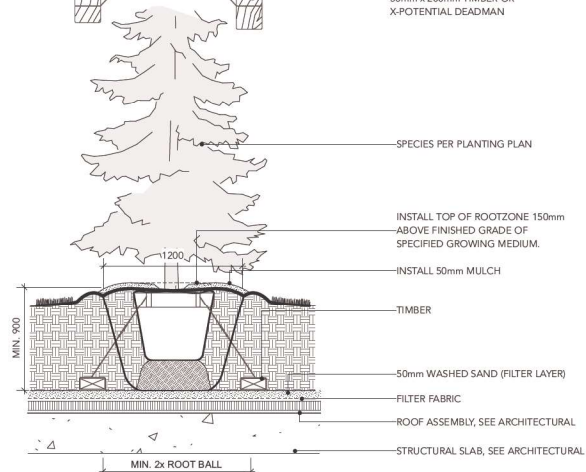 X-POTENTIAL DEADMAN
SPECIES PER PLANTING PLAN
INSTALL TOP OF ROOTZONE 150mm
ABOVE FINISHED GRADE OF
SPECIFIED GROWING MEDIUM.
1200
INSTALL 50mm MULCH
TIMBER
MIN. 900
50mm WASHED SAND (FILTER LAYER)
FILTER FABRIC
ROOF ASSEMBLY, SEE ARCHITECTURAL
STRUCTURAL SLAB, SEE ARCHITECTURAL
MIN. 2x ROOT BALL